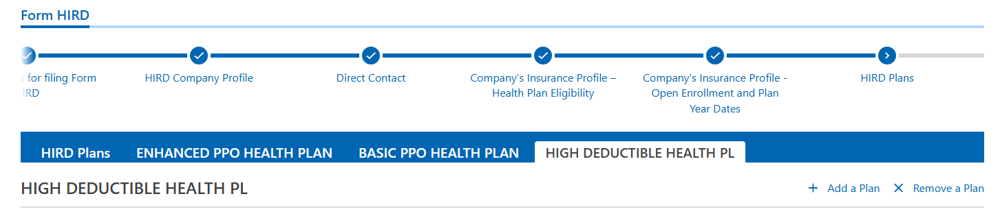 Form HIRD
for filing Form
HIRD Company Profile
Direct Contact
Company's Insurance Profile –
Health Plan Eligibility
Company's Insurance Profile -
Open Enrollment and Plan
Year Dates
HIRD Plans
HIRD Plans
ENHANCED PPO HEALTH PLAN
BASIC PPO HEALTH PLAN
HIGH DEDUCTIBLE HEALTH PL
HIGH DEDUCTIBLE HEALTH PL
+ Add a Plan
× Remove a Plan